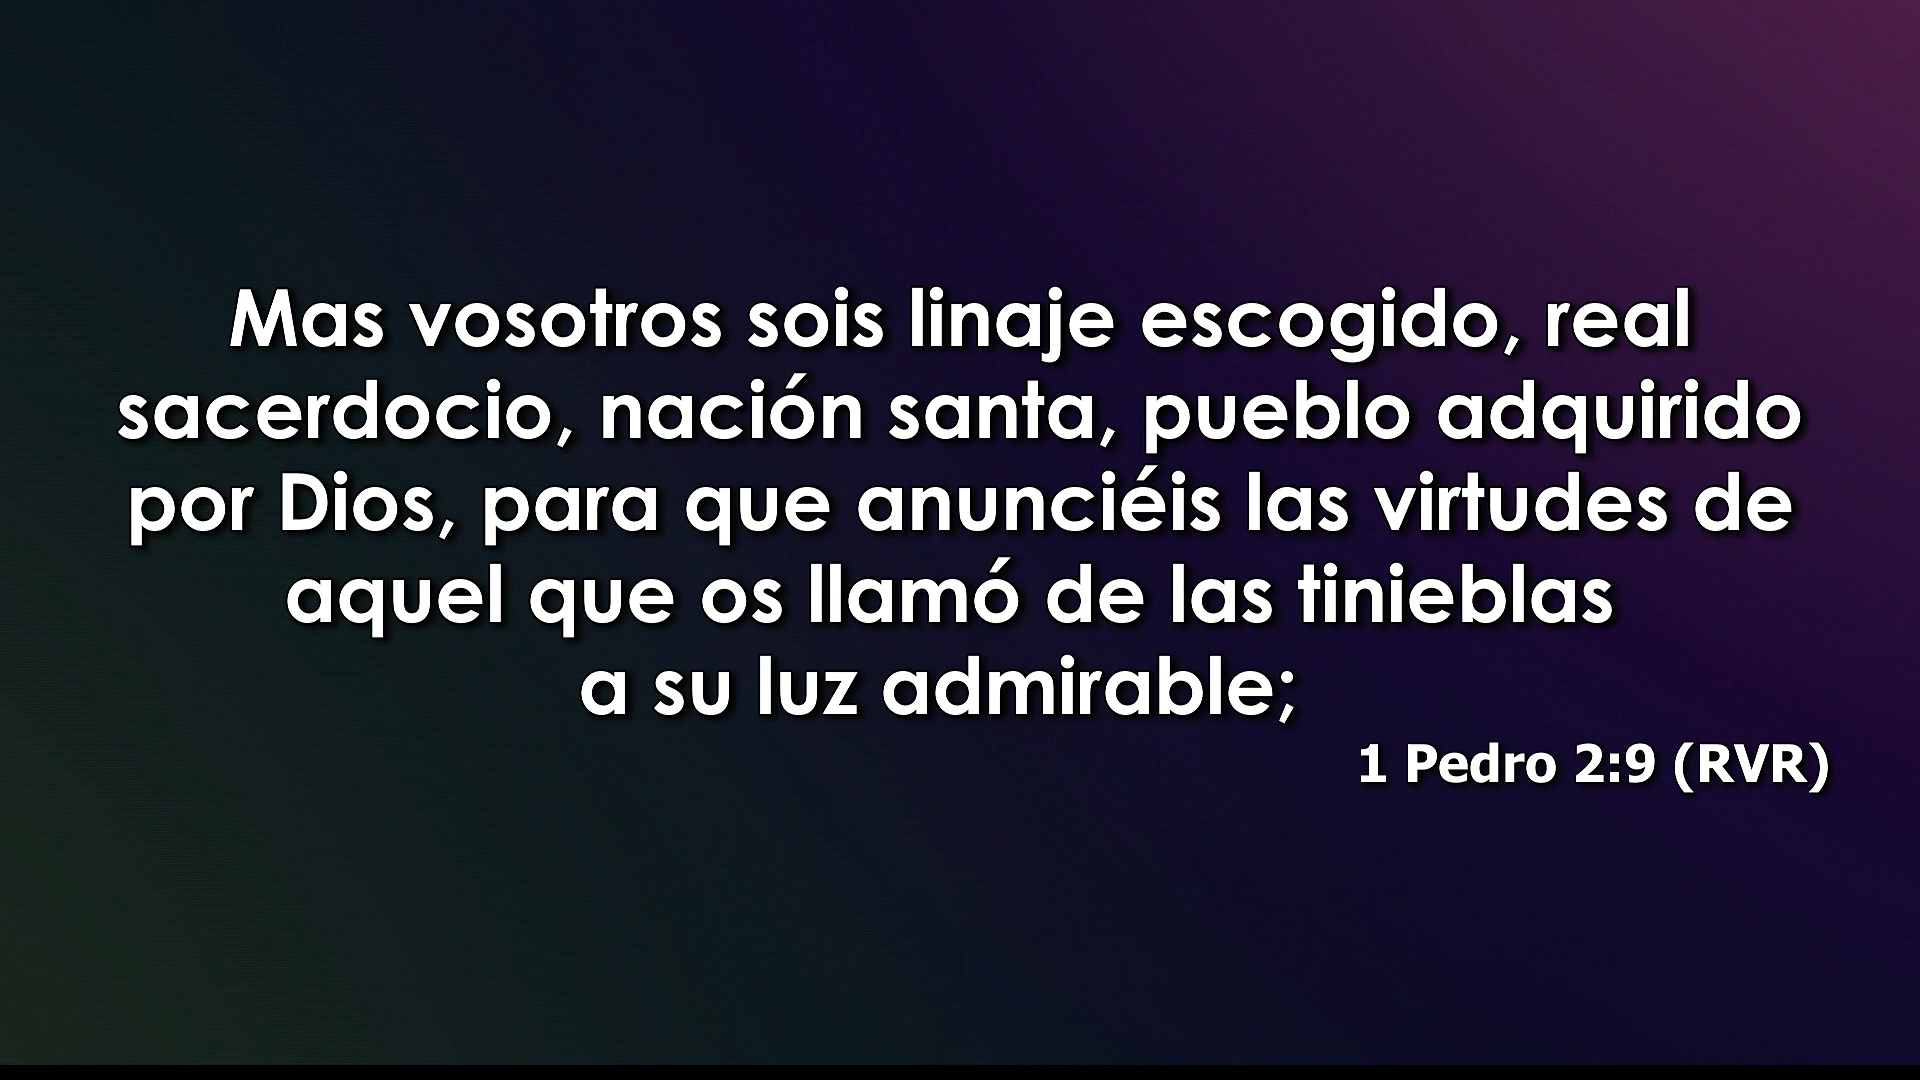 Mas vosotros sois linaje escogido, real
sacerdocio, nación santa, pueblo adquirido
por Dios, para que anunciéis las virtudes de
aquel que os llamó de las tinieblas
a su luz admirable;
1 Pedro 2:9 (RVR)